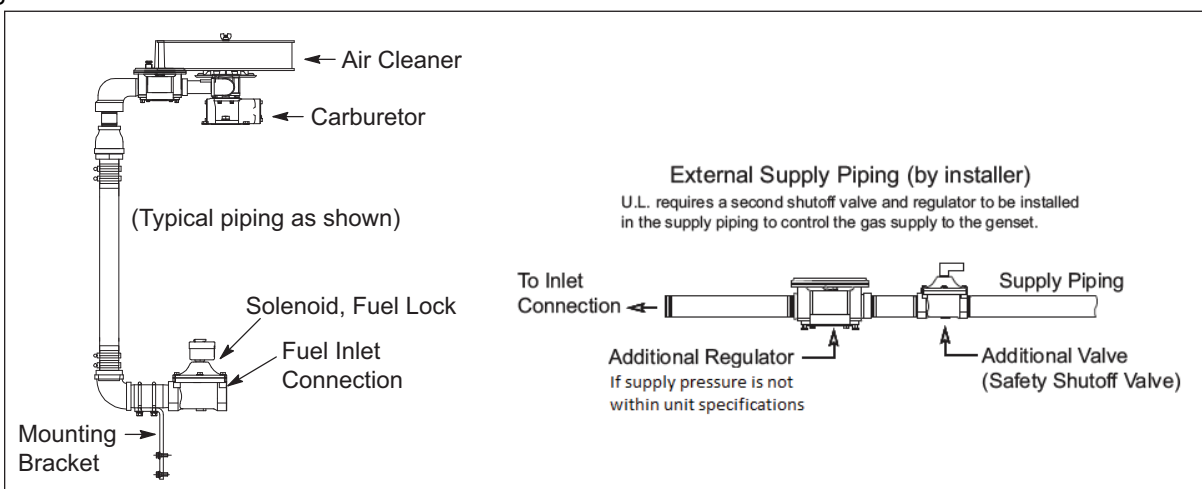 Air Cleaner
Carburetor
(Typical piping as shown)
Solenoid, Fuel Lock
Fuel Inlet
Connection
Mounting
Bracket
External Supply Piping (by installer)
U.L. requires a second shutoff valve and regulator to be installed
in the supply piping to control the gas supply to the genset.
To Inlet
Connection
Supply Piping
Additional Regulator
If supply pressure is not
within unit specifications
Additional Valve
(Safety Shutoff Valve)